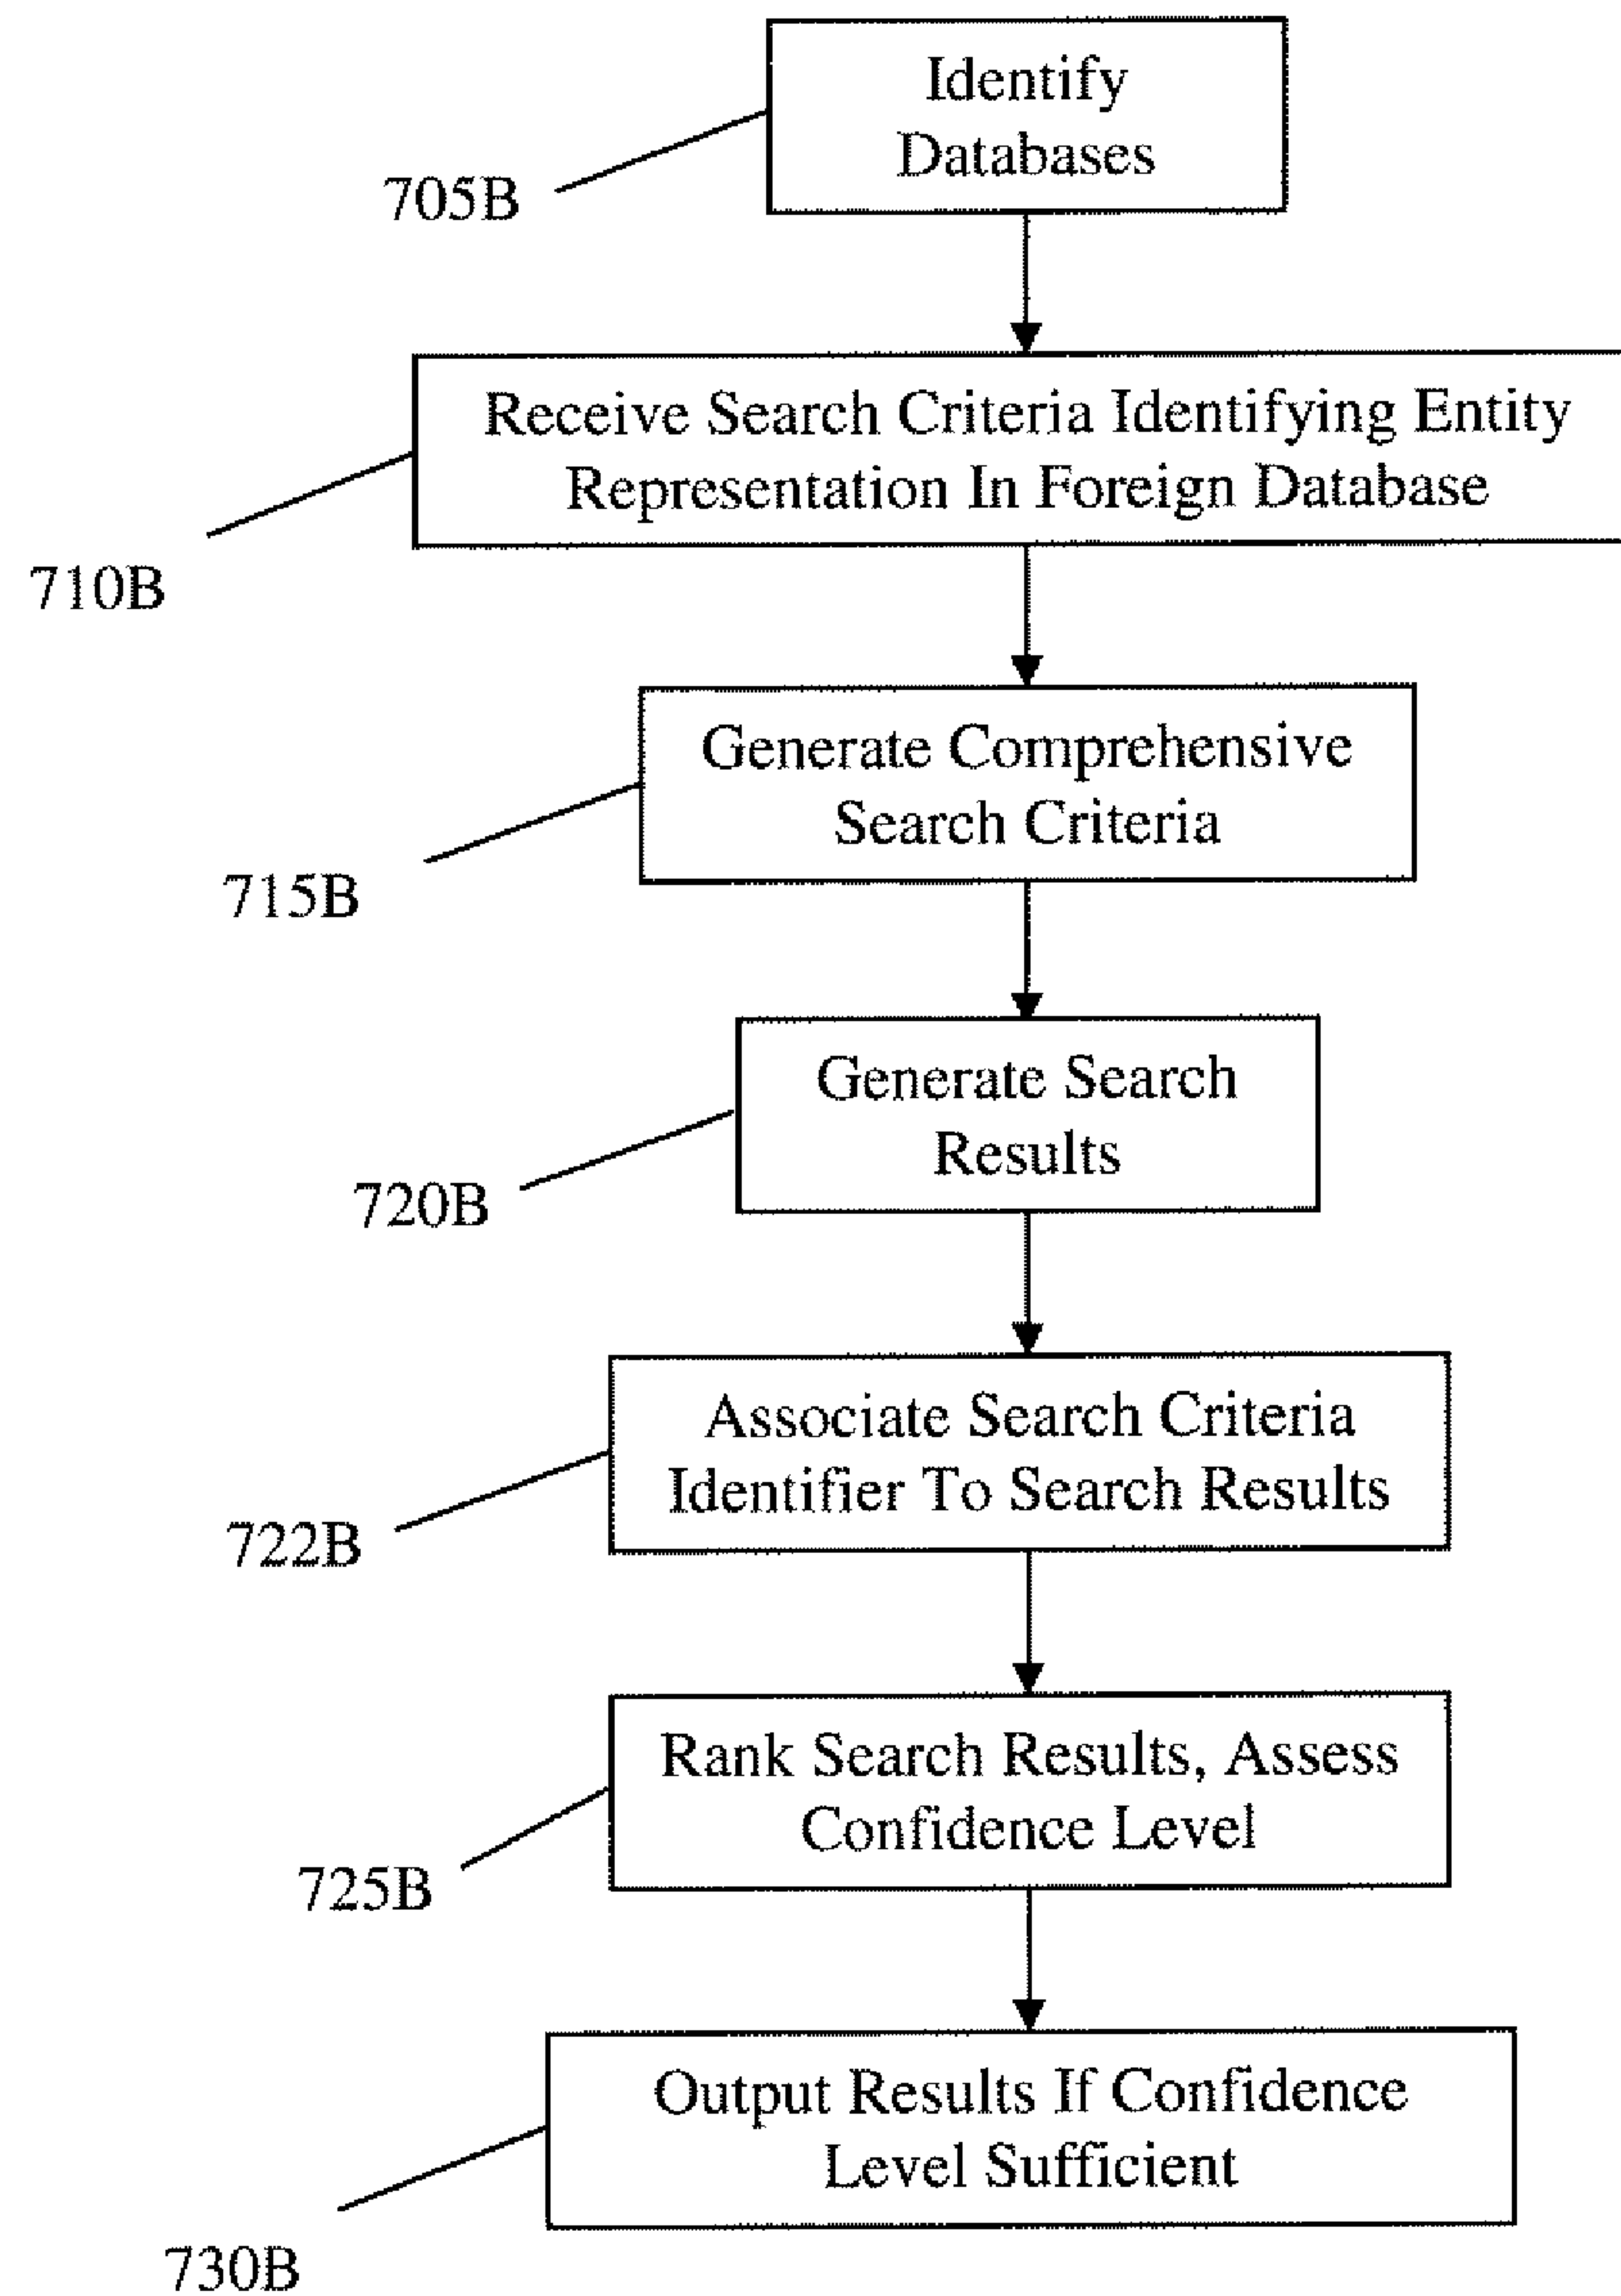 Identify
Databases
705B
Receive Search Criteria Identifying Entity
Representation In Foreign Database
710B
Generate Comprehensive
Search Criteria
715B
Generate Search
Results
720B
Associate Search Criteria
Identifier To Search Results
722B
Rank Search Results, Assess
Confidence Level
725B
Output Results If Confidence
Level Sufficient
730B